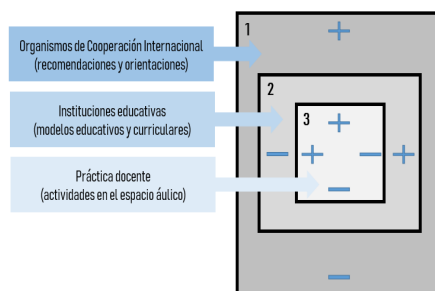 Organismos de Cooperación Internacional
(recomendaciones y orientaciones)
Instituciones educativas
(modelos educativos y curriculares)
Práctica docente
(actividades en el espacio áulico)
1
+
2
3
+
− + − +
−
−